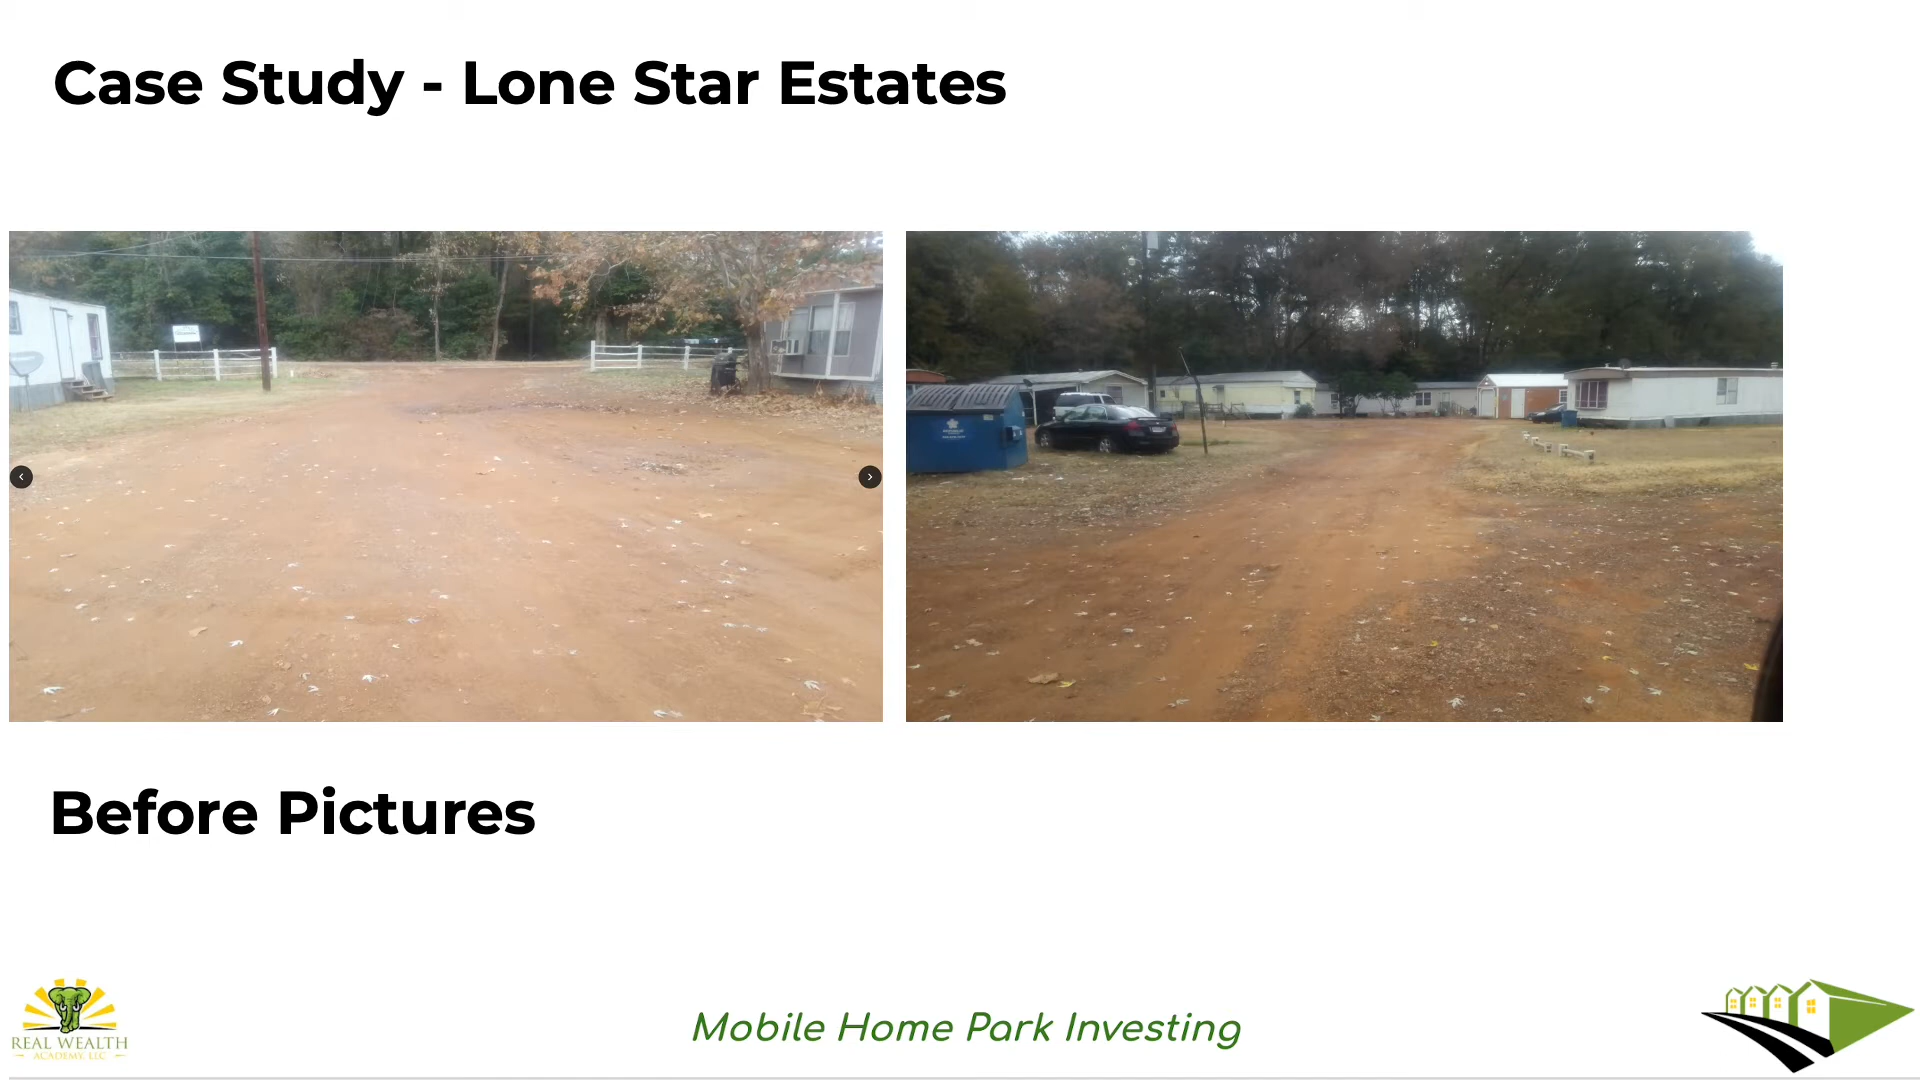 Case Study - Lone Star Estates
Before Pictures
REAL WEALTH
ACADEMY, LLC
Mobile Home Park Investing